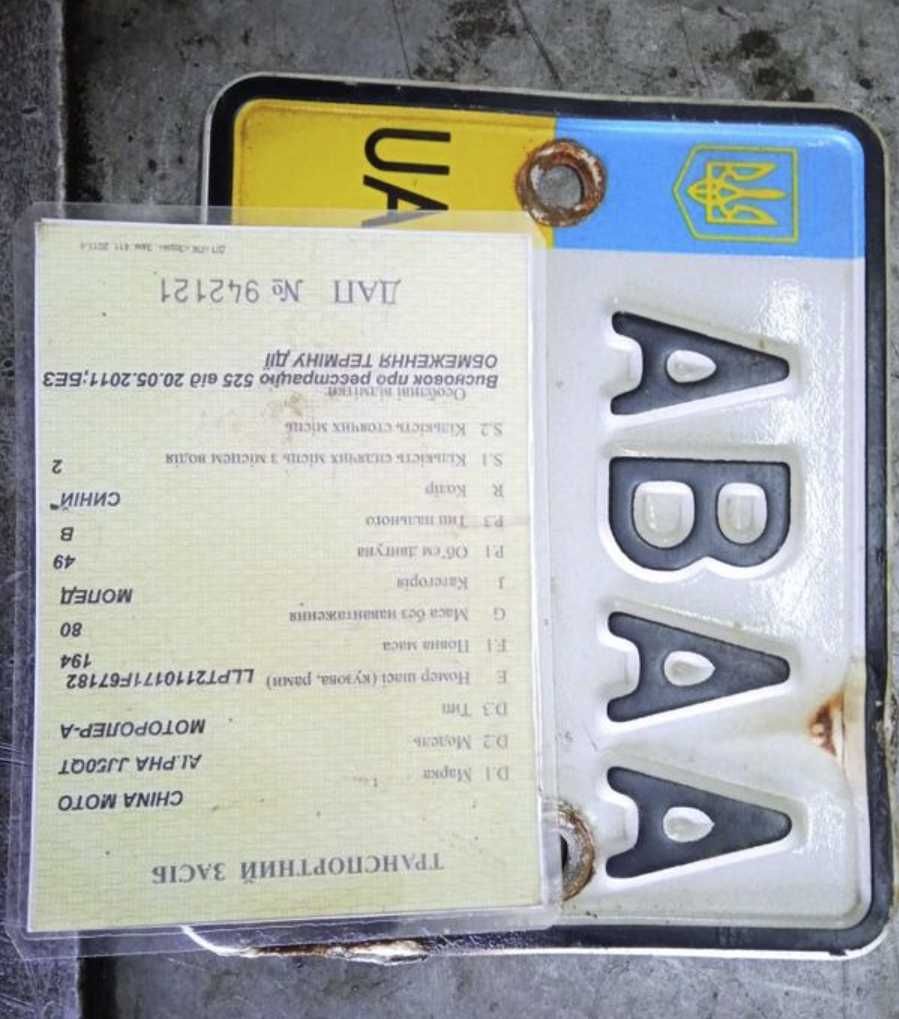 UA
АВАА
ТРАНСПОРТНИЙ ЗАСІБ
CHINA MOTO
D.1 Марка
ALPHA JJ50QT
D.2 Модель
МОТОРОЛЕР-А
D.3 Тип
E Номер шасі (кузова, рами) LLPT2110171F67182
F.1 Повна маса 194
G Маса без навантаження 80
J Категорія МОПЕД
P.1 Об'єм двигуна 49
P.3 Тип пального В
R Колір СИНІЙ
S.1 Кількість сидячих місць з місцем водія 2
S.2 Кількість стоячих місць
Особливі відмітки
Висновок про реєстрацію 525 від 20.05.2011;БЕЗ
ОБМЕЖЕННЯ ТЕРМІНУ ДІЇ
ДАП № 942121